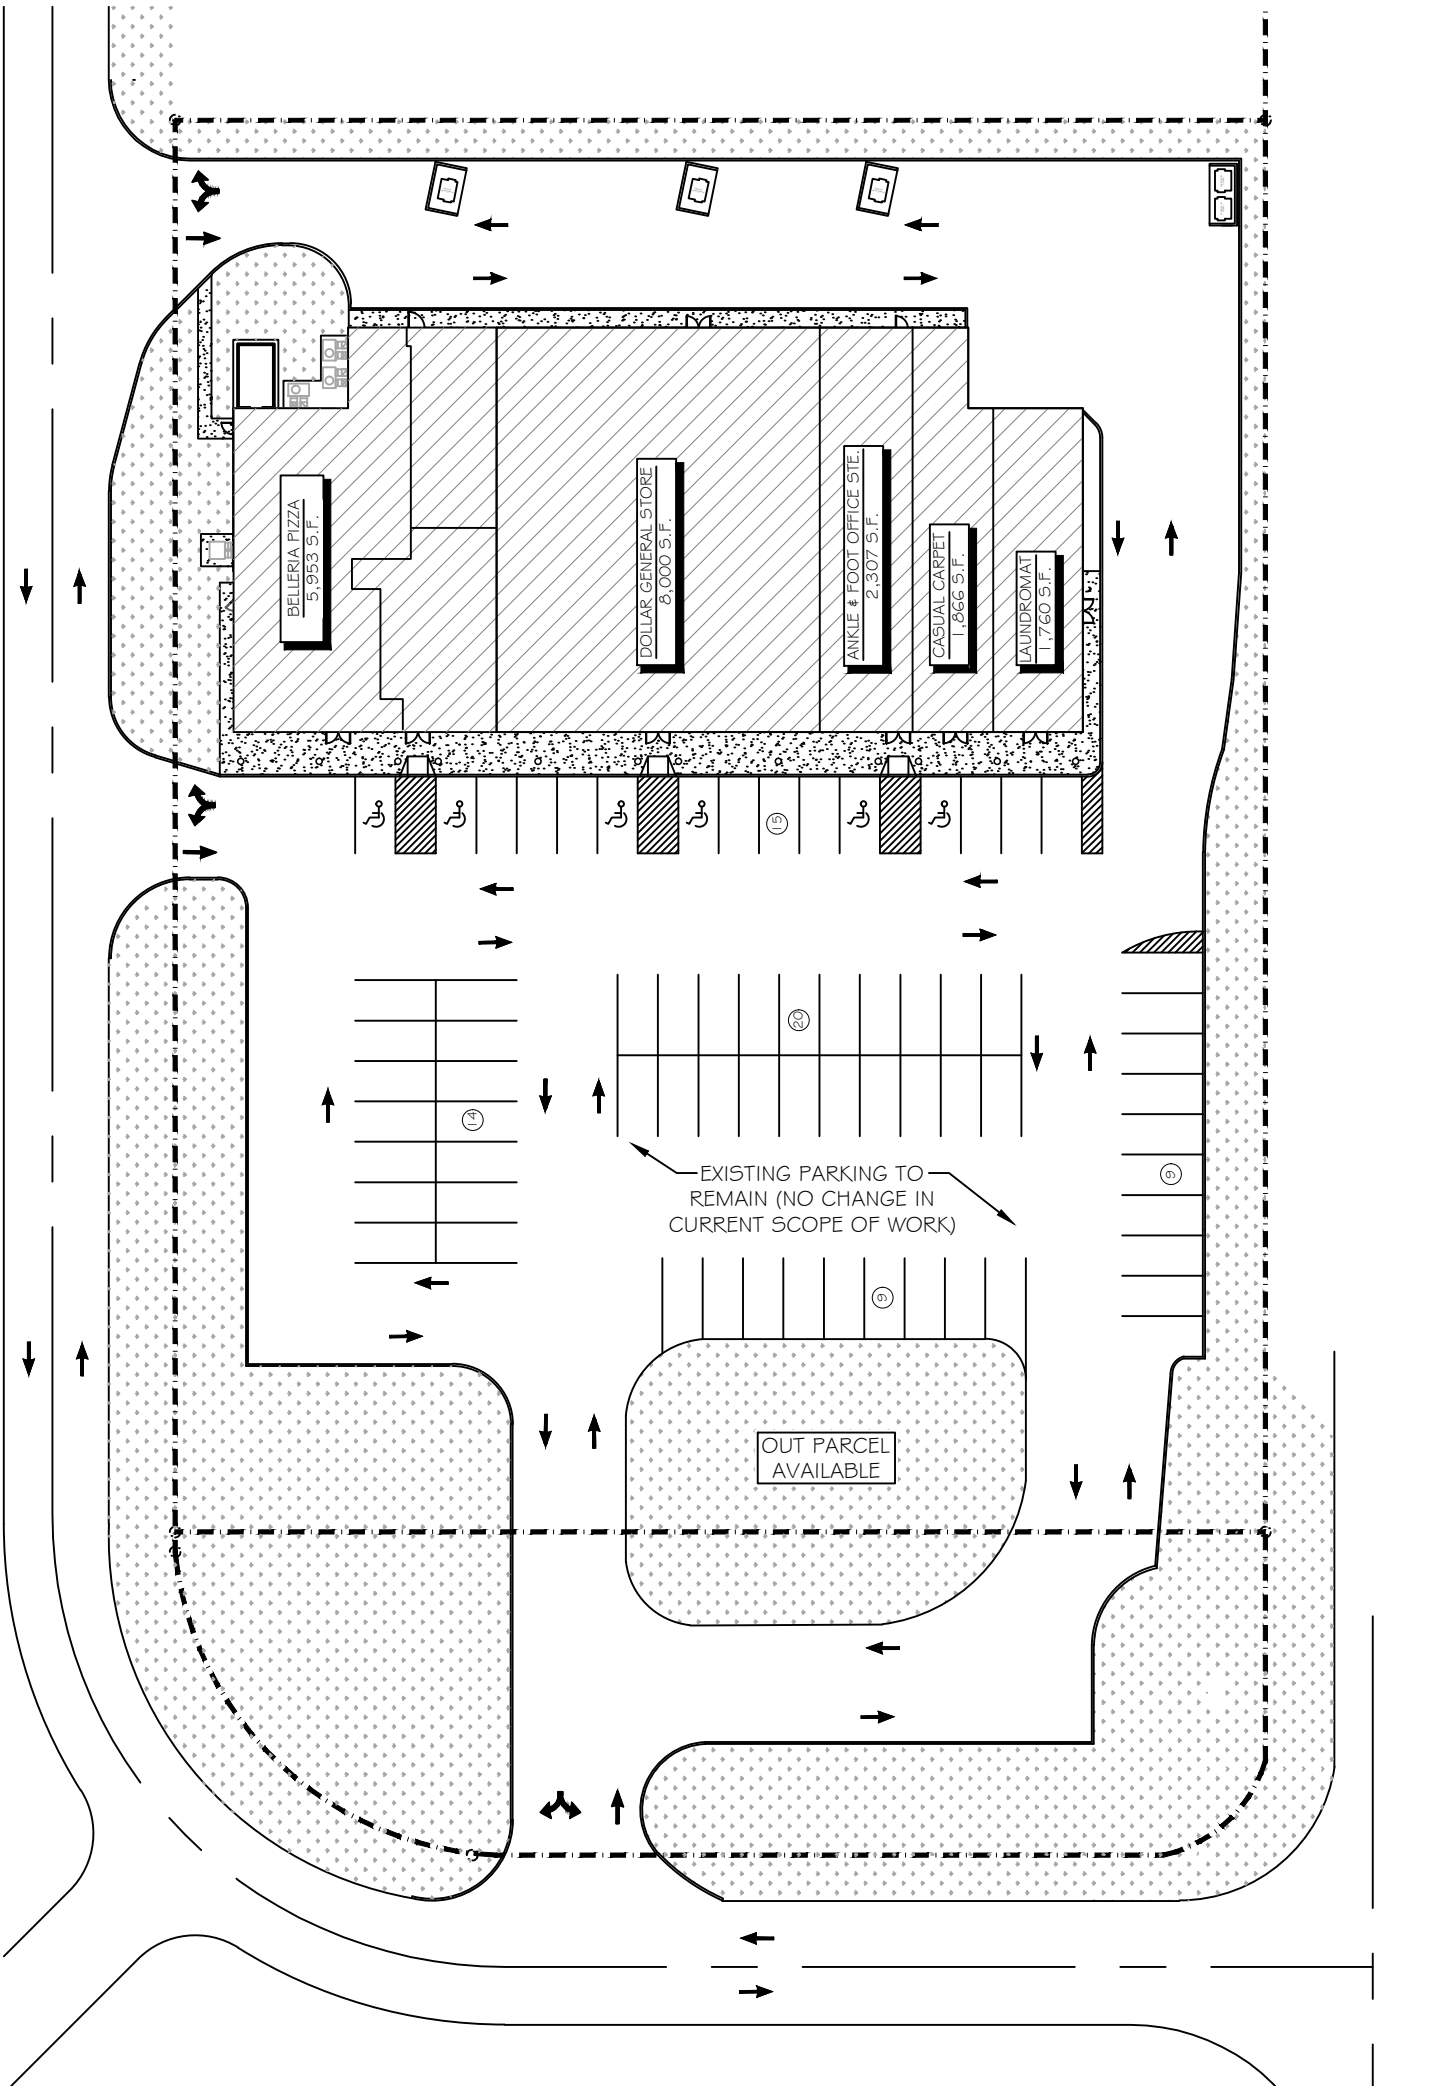 BELLERIA PIZZA
5,953 S.F.
DOLLAR GENERAL STORE
8,000 S.F.
ANKLE & FOOT OFFICE STE.
2,307 S.F.
CASUAL CARPET
1,866 S.F.
LAUNDROMAT
1,760 S.F.
15
20
14
EXISTING PARKING TO
REMAIN (NO CHANGE IN
CURRENT SCOPE OF WORK)
9
9
OUT PARCEL
AVAILABLE